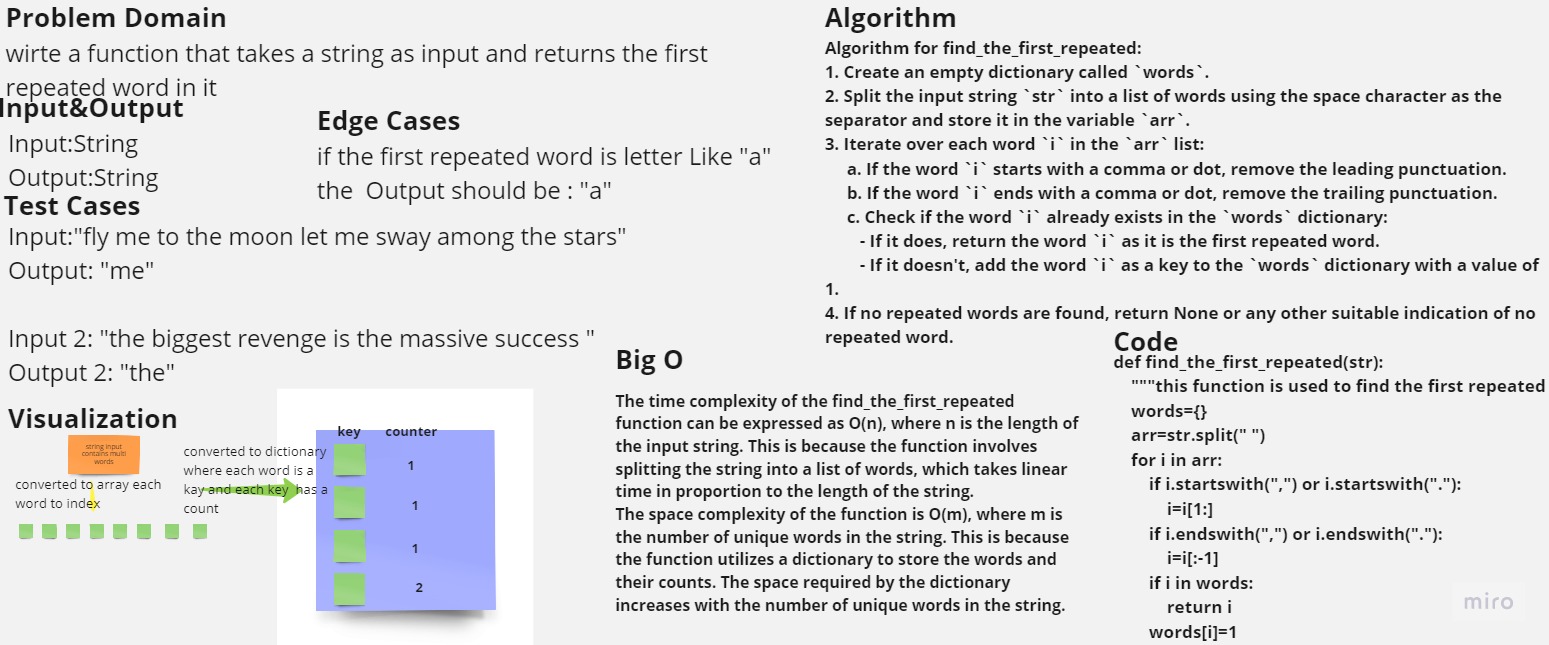 Problem Domain
wirte a function that takes a string as input and returns the first
repeated word in it
Input&Output
Input:String
Output:String
Edge Cases
if the first repeated word is letter Like "a"
the  Output should be : "a"
Test Cases
Input:"fly me to the moon let me sway among the stars"
Output: "me"
Input 2: "the biggest revenge is the massive success "
Output 2: "the"
Visualization
string input
contains multi
words
converted to array each
word to index
converted to dictionary
where each word is a
kay and each key  has a
count
key counter
1
1
1
2
Big O
The time complexity of the find_the_first_repeated
function can be expressed as O(n), where n is the length of
the input string. This is because the function involves
splitting the string into a list of words, which takes linear
time in proportion to the length of the string.
The space complexity of the function is O(m), where m is
the number of unique words in the string. This is because
the function utilizes a dictionary to store the words and
their counts. The space required by the dictionary
increases with the number of unique words in the string.
Algorithm
Algorithm for find_the_first_repeated:
1. Create an empty dictionary called `words`.
2. Split the input string `str` into a list of words using the space character as the
separator and store it in the variable `arr`.
3. Iterate over each word `i` in the `arr` list:
a. If the word `i` starts with a comma or dot, remove the leading punctuation.
b. If the word `i` ends with a comma or dot, remove the trailing punctuation.
c. Check if the word `i` already exists in the `words` dictionary:
- If it does, return the word `i` as it is the first repeated word.
- If it doesn't, add the word `i` as a key to the `words` dictionary with a value of
1.
4. If no repeated words are found, return None or any other suitable indication of no
repeated word.
Code
def find_the_first_repeated(str):
"""this function is used to find the first repeated
words={}
arr=str.split(" ")
for i in arr:
if i.startswith(",") or i.startswith("."):
i=i[1:]
if i.endswith(",") or i.endswith("."):
i=i[:-1]
if i in words:
return i
words[i]=1
miro